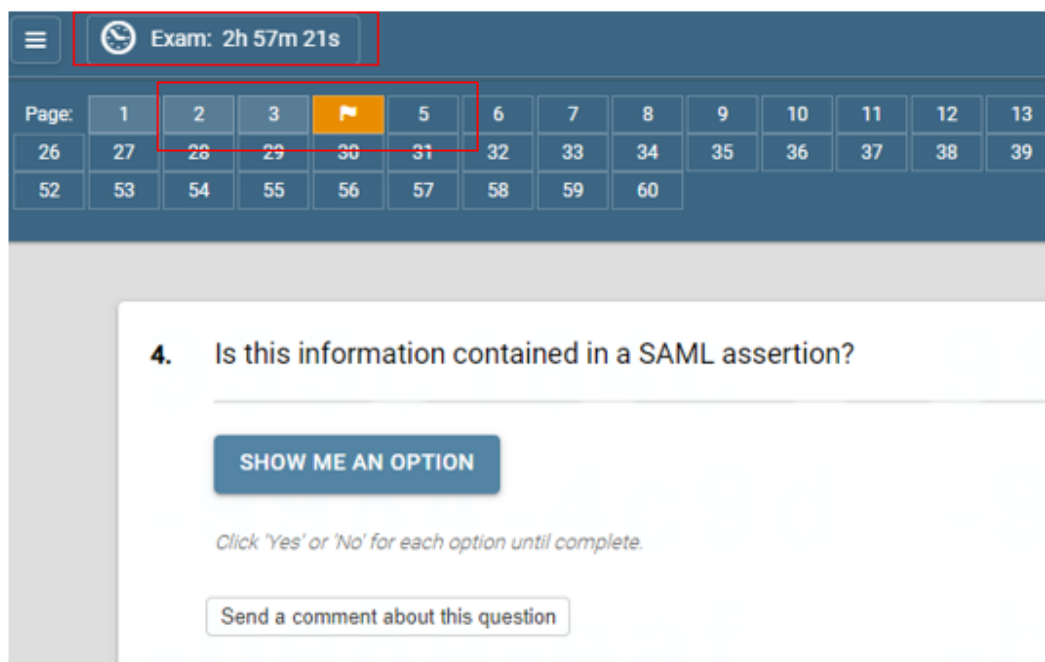 Exam: 2h 57m 21s
Page: 1 2 3 5 6 7 8 9 10 11 12 13
26 27 28 29 30 31 32 33 34 35 36 37 38 39
52 53 54 55 56 57 58 59 60
4. Is this information contained in a SAML assertion?
SHOW ME AN OPTION
Click 'Yes' or 'No' for each option until complete.
Send a comment about this question